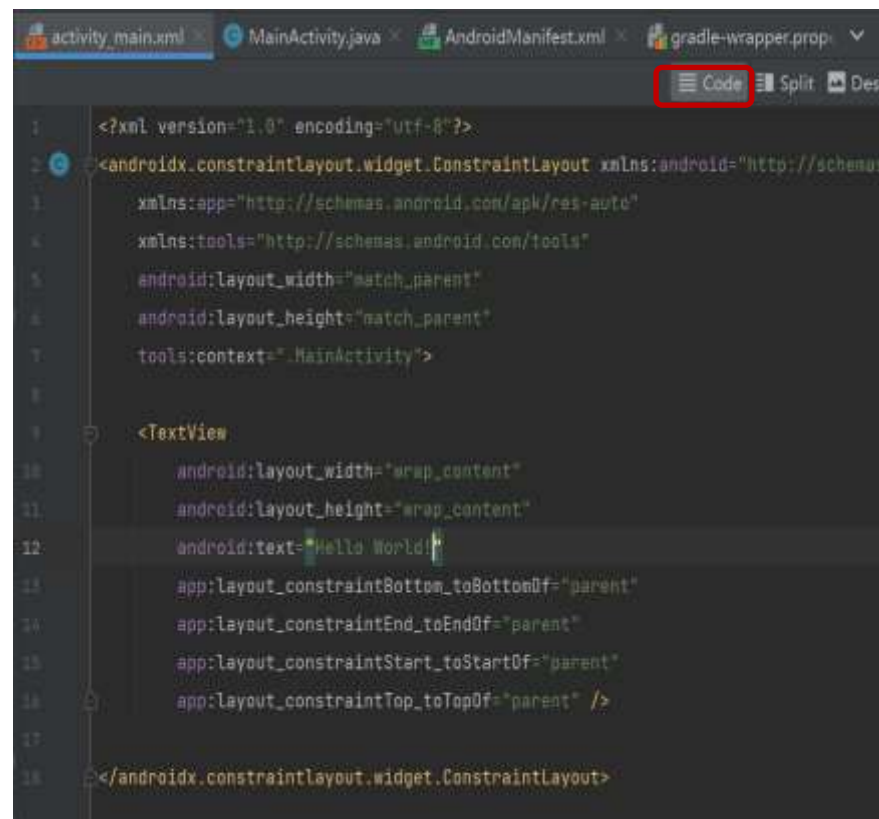 activity_main.xml MainActivity.java AndroidManifest.xml gradle-wrapper.prop
Code Split Des
1 <?xml version="1.0" encoding="utf-8"?>
2 <androidx.constraintlayout.widget.ConstraintLayout xmlns:android="http://schemas
3 xmlns:app="http://schemas.android.com/apk/res-auto"
4 xmlns:tools="http://schemas.android.com/tools"
5 android:layout_width="match_parent"
6 android:layout_height="match_parent"
7 tools:context=".MainActivity">
8
9 <TextView
10 android:layout_width="wrap_content"
11 android:layout_height="wrap_content"
12 android:text="Hello World!"
13 app:layout_constraintBottom_toBottomOf="parent"
14 app:layout_constraintEnd_toEndOf="parent"
15 app:layout_constraintStart_toStartOf="parent"
16 app:layout_constraintTop_toTopOf="parent" />
17
18 </androidx.constraintlayout.widget.ConstraintLayout>